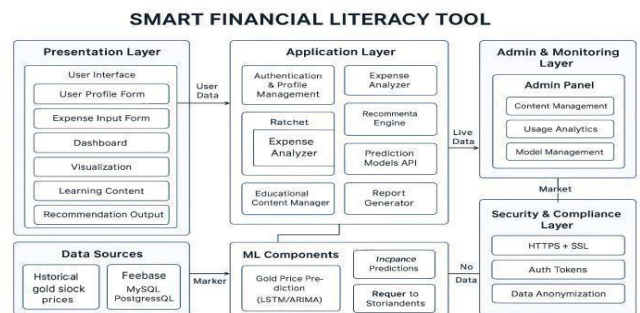 SMART FINANCIAL LITERACY TOOL
Presentation Layer
User Interface
User Profile Form
Expense Input Form
Dashboard
Visualization
Learning Content
Recommendation Output
User
Data
Application Layer
Authentication
& Profile
Management
Expense
Analyzer
Ratchet
Expense
Analyzer
Recommenta
Engine
Prediction
Models API
Educational
Content Manager
Report
Generator
Live
Data
Admin & Monitoring
Layer
Admin Panel
Content Management
Usage Analytics
Model Management
Market
Security & Compliance
Layer
HTTPS + SSL
Auth Tokens
Data Anonymization
Data Sources
Hstorical
gold siock
prices
Feebase
MySQL
PostgressQL
Marker
ML Components
Gold Price Pre-
diction
(LSTM/ARIMA)
Incpance
Predictions
Requer to
Storiandents
No
Data